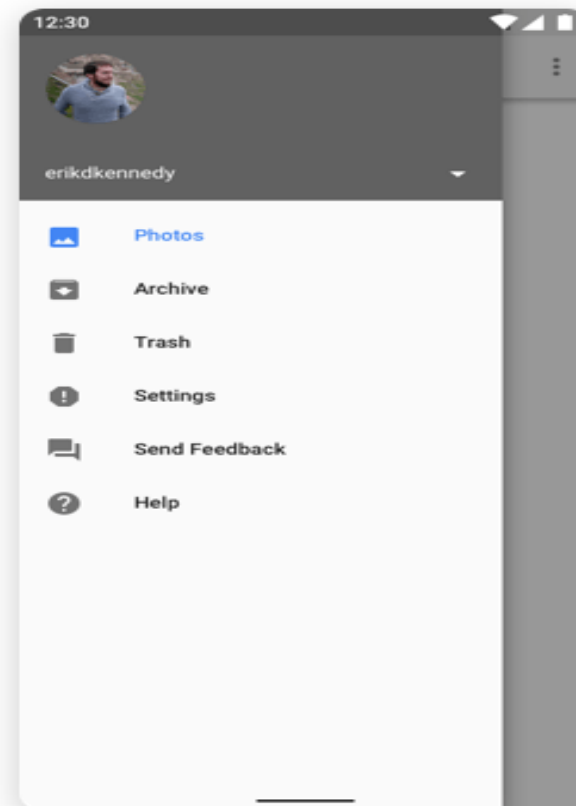 12:30
erikdkennedy
Photos
Archive
Trash
Settings
Send Feedback
Help